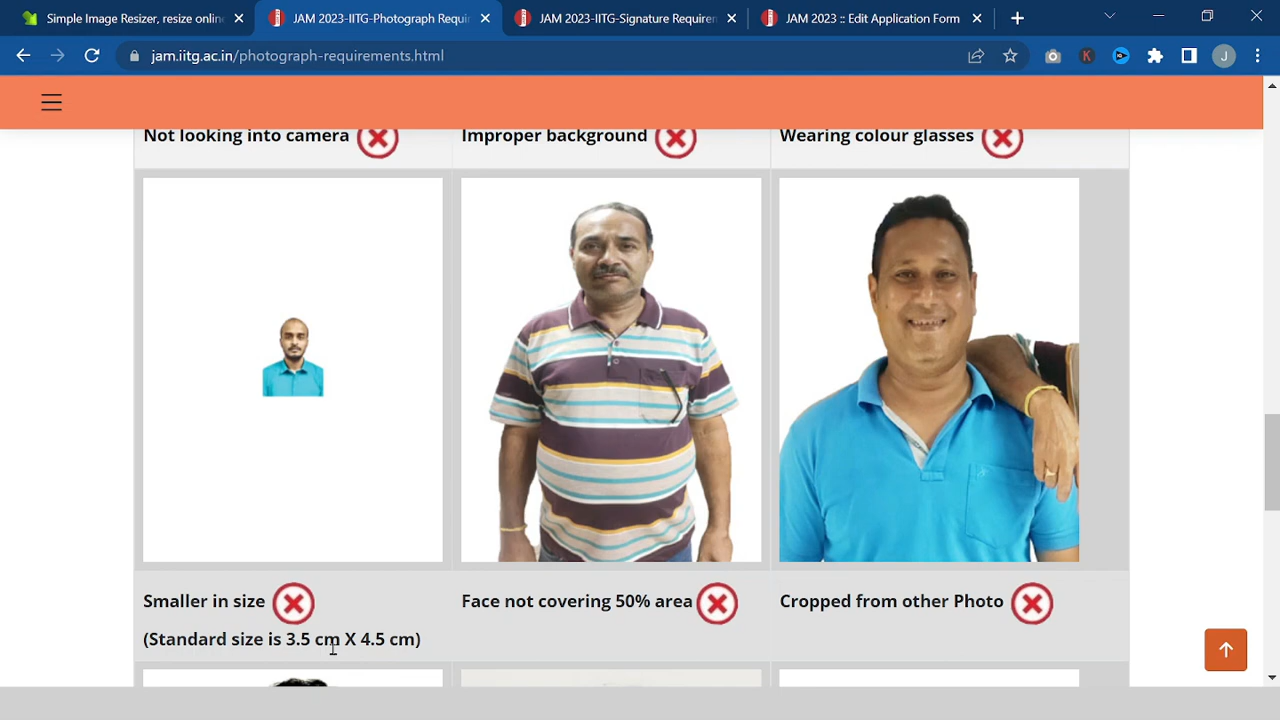 Simple Image Resizer, resize onlin
JAM 2023-IITG-Photograph Requi
JAM 2023-IITG-Signature Requirem
JAM 2023 :: Edit Application Form
jam.iitg.ac.in/photograph-requirements.html
K
J
Not looking into camera
Improper background
Wearing colour glasses
Smaller in size
(Standard size is 3.5 cm X 4.5 cm)
Face not covering 50% area
Cropped from other Photo